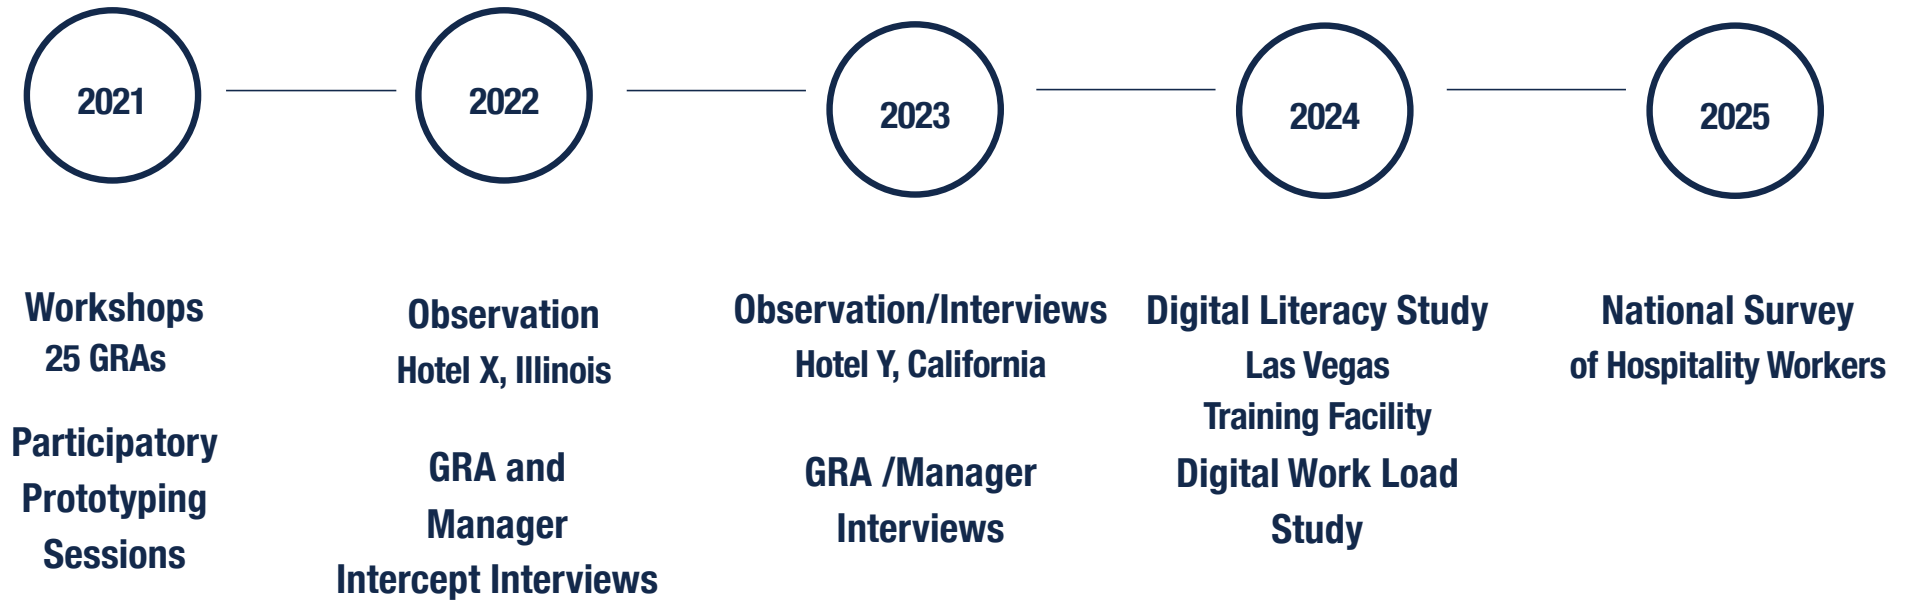 2021
2022
2023
2024
2025
Workshops
25 GRAs
Participatory
Prototyping
Sessions
Observation
Hotel X, Illinois
GRA and
Manager
Intercept Interviews
Observation/Interviews
Hotel Y, California
GRA /Manager
Interviews
Digital Literacy Study
Las Vegas
Training Facility
Digital Work Load
Study
National Survey
of Hospitality Workers